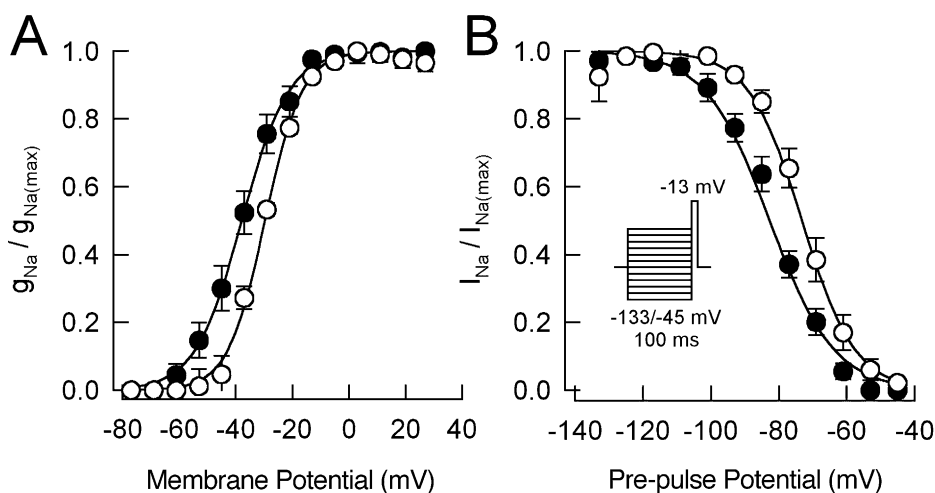 A
1.0
0.8
0.6
0.4
0.2
0.0
gNa / gNa(max)
-80 -60 -40 -20 0 20 40
Membrane Potential (mV)
B
1.0
0.8
0.6
0.4
0.2
0.0
INa / INa(max)
-13 mV
-133/-45 mV
100 ms
-140 -120 -100 -80 -60 -40
Pre-pulse Potential (mV)